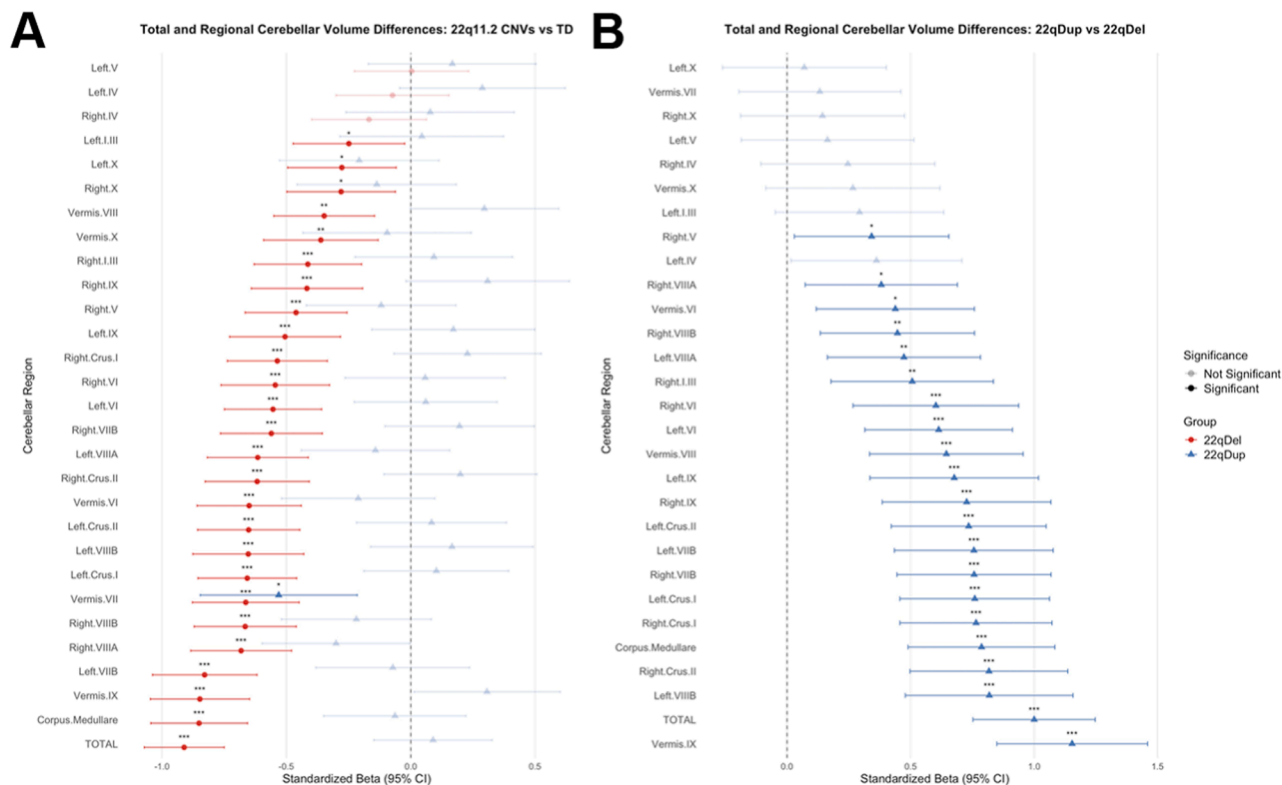 A
Total and Regional Cerebellar Volume Differences: 22q11.2 CNVs vs TD
Cerebellar Region
Left.V
Left.IV
Right.IV
Left.I.III
*
Left.X
*
Right.X
*
Vermis.VIII
**
Vermis.X
**
Right.I.III
***
Right.IX
***
Right.V
***
Left.IX
***
Right.Crus.I
***
Right.VI
***
Left.VI
***
Right.VIIB
***
Left.VIIIA
***
Right.Crus.II
***
Vermis.VI
***
Left.Crus.II
***
Left.VIIIB
***
Left.Crus.I
***
Vermis.VII
*** *
Right.VIIIB
***
Right.VIIIA
***
Left.VIIB
***
Vermis.IX
***
Corpus.Medullare
***
TOTAL
***
-1.0 -0.5 0.0 0.5
Standardized Beta (95% CI)
B
Total and Regional Cerebellar Volume Differences: 22qDup vs 22qDel
Cerebellar Region
Left.X
Vermis.VII
Right.X
Left.V
Right.IV
Vermis.X
Left.I.III
Right.V
*
Left.IV
Right.VIIIA
*
Vermis.VI
*
Right.VIIIB
**
Left.VIIIA
**
Right.I.III
**
Right.VI
***
Left.VI
***
Vermis.VIII
***
Left.IX
***
Right.IX
***
Left.Crus.II
***
Left.VIIB
***
Right.VIIB
***
Left.Crus.I
***
Right.Crus.I
***
Corpus.Medullare
***
Right.Crus.II
***
Left.VIIIB
***
TOTAL
***
Vermis.IX
***
0.0 0.5 1.0 1.5
Standardized Beta (95% CI)
Significance
Not Significant
Significant
Group
22qDel
22qDup